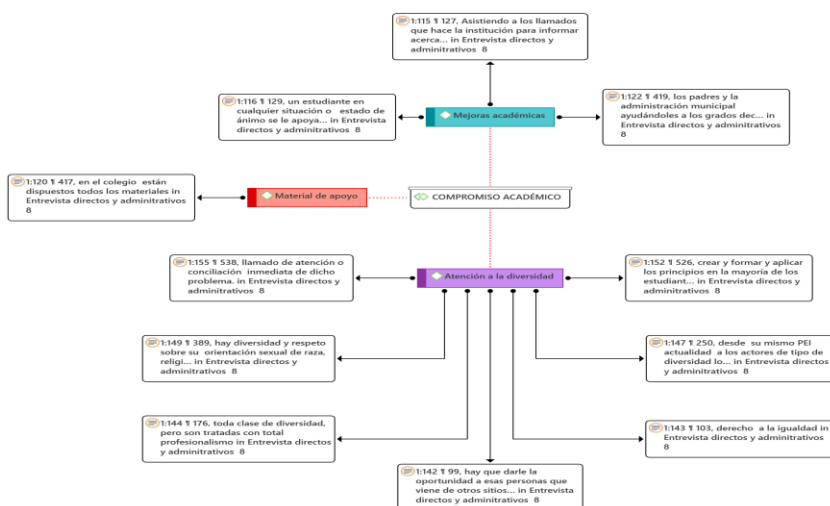 1:115 ¶ 127, Asistiendo a los llamados
que hace la institución para informar
acerca... in Entrevista directos y
adminitrativos 8
1:116 ¶ 129, un estudiante en
cualquier situación o estado de
ánimo se le apoya... in Entrevista
directos y adminitrativos 8
Mejoras académicas
1:122 ¶ 419, los padres y la
administración municipal
ayudándoles a los grados dec... in
Entrevista directos y adminitrativos
8
1:120 ¶ 417, en el colegio están
dispuestos todos los materiales in
Entrevista directos y adminitrativos
8
Material de apoyo
COMPROMISO ACADÉMICO
1:155 ¶ 538, llamado de atención o
conciliación inmediata de dicho
problema. in Entrevista directos y
adminitrativos 8
Atención a la diversidad
1:152 ¶ 526, crear y formar y aplicar
los principios en la mayoría de los
estudiant... in Entrevista directos y
adminitrativos 8
1:149 ¶ 389, hay diversidad y respeto
sobre su orientación sexual de raza,
religi... in Entrevista directos y
adminitrativos 8
1:147 ¶ 250, desde su mismo PEI
actualidad a los actores de tipo de
diversidad lo... in Entrevista directos
y adminitrativos 8
1:144 ¶ 176, toda clase de diversidad,
pero son tratadas con total
profesionalismo in Entrevista directos
y adminitrativos 8
1:143 ¶ 103, derecho a la igualdad in
Entrevista directos y adminitrativos
8
1:142 ¶ 99, hay que darle la
oportunidad a esas personas que
viene de otros sitios... in Entrevista
directos y adminitrativos 8